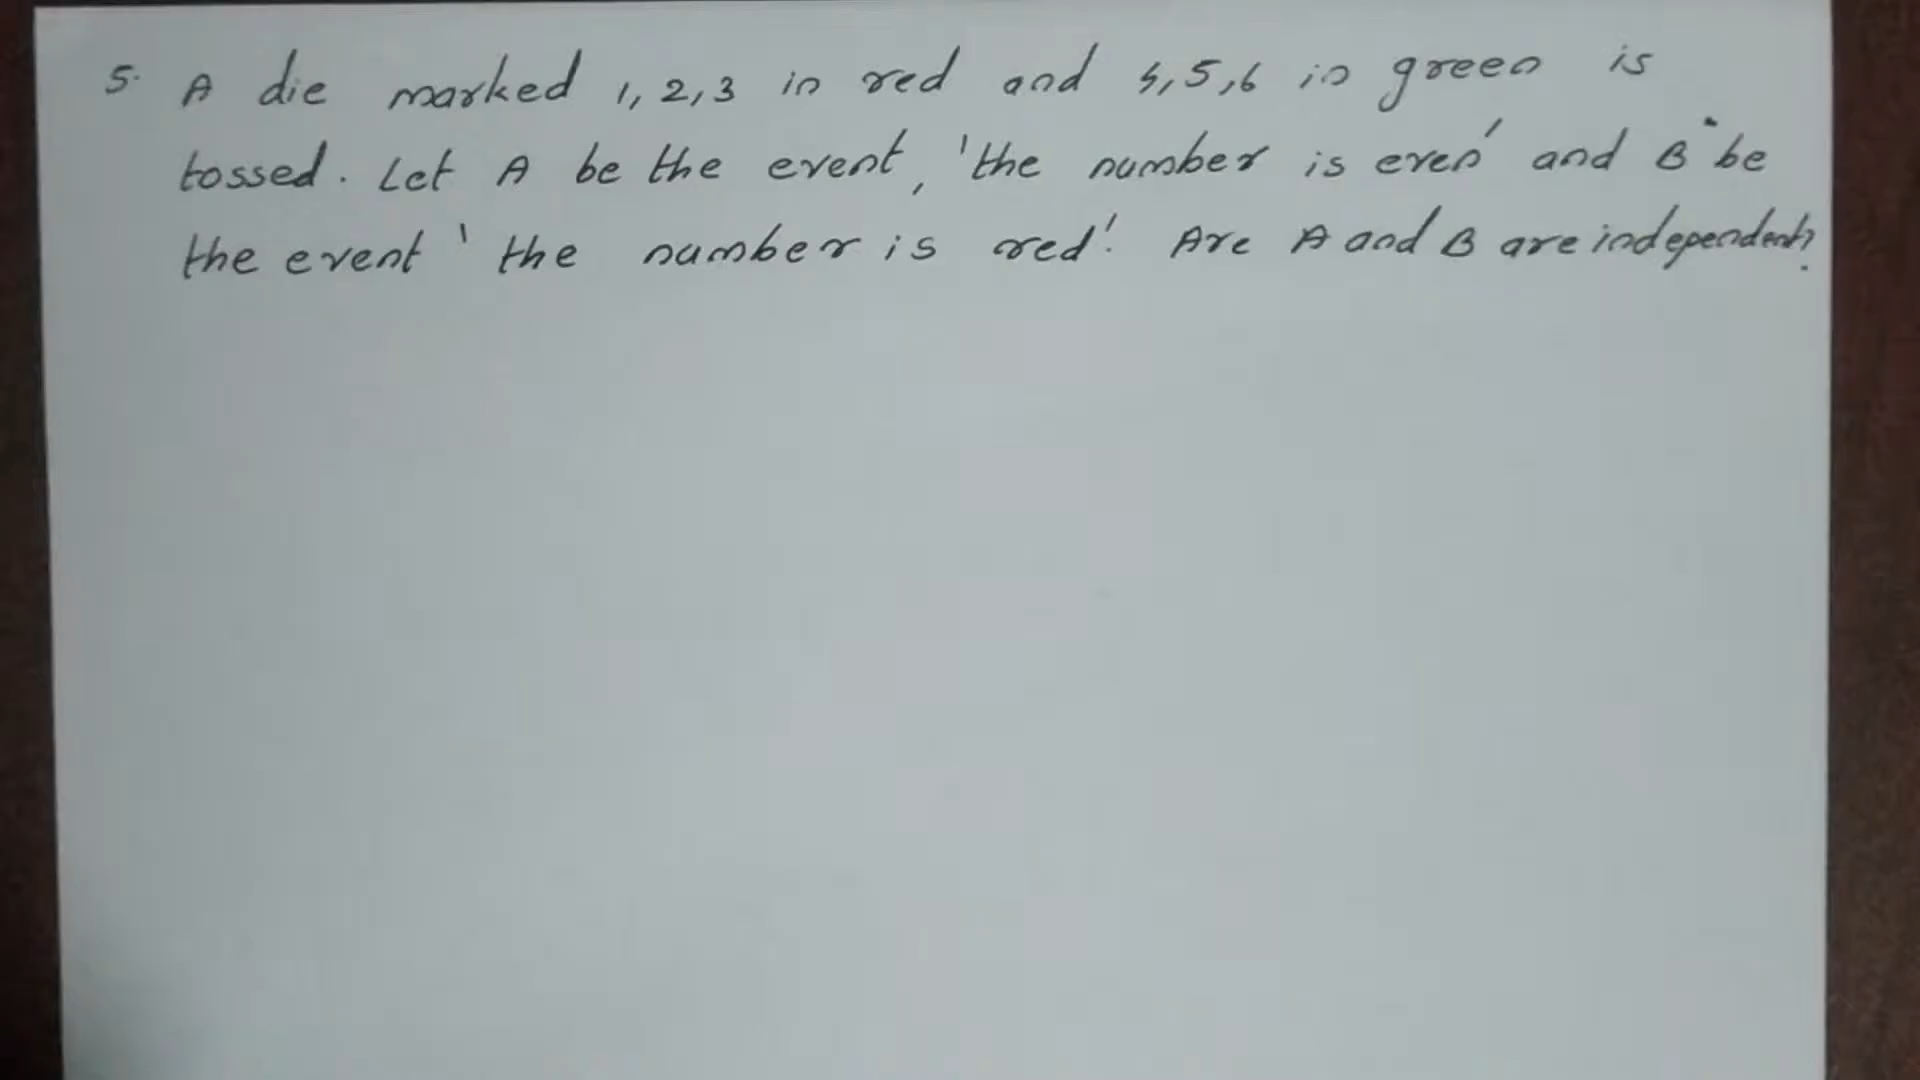 5. A die marked 1, 2, 3 in red and 4, 5, 6 in green is
tossed. Let A be the event, 'the number is even' and B be
the event 'the number is red'. Are A and B are independent?